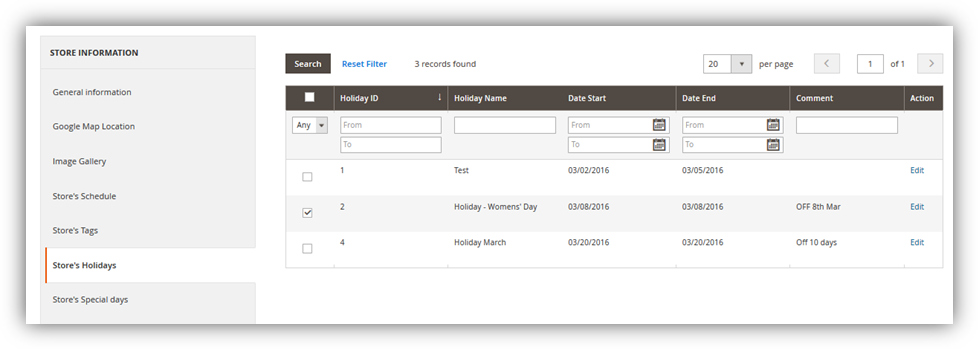 STORE INFORMATION
General information
Google Map Location
Image Gallery
Store's Schedule
Store's Tags
Store's Holidays
Store's Special days
Search Reset Filter 3 records found 20 per page 1 of 1
Holiday ID ↓ Holiday Name Date Start Date End Comment Action
Any From From From
To To To
1 Test 03/02/2016 03/05/2016 Edit
2 Holiday - Womens' Day 03/08/2016 03/08/2016 OFF 8th Mar Edit
4 Holiday March 03/20/2016 03/20/2016 Off 10 days Edit